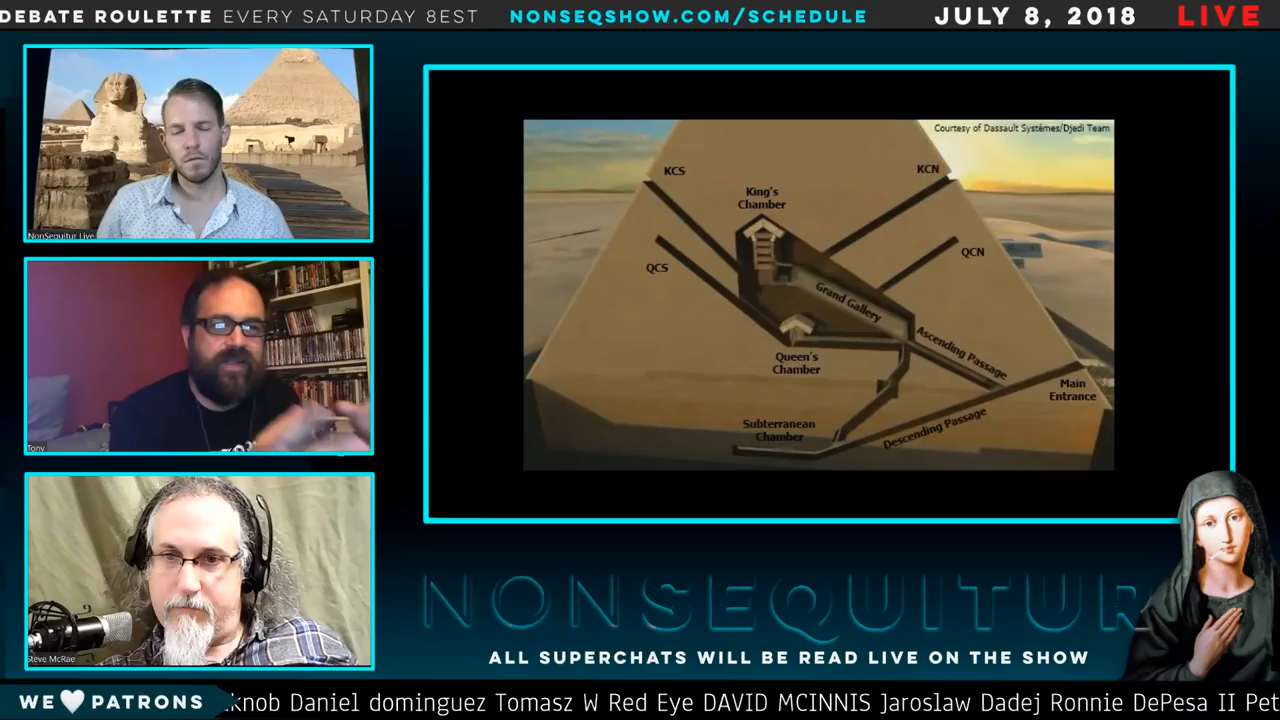 DEBATE ROULETTE EVERY SATURDAY 8EST
NONSEQSHOW.COM/SCHEDULE
JULY 8, 2018
LIVE
NonSequitur Live
Tony
Steve McRae
Courtesy of Dassault Systèmes/Djedi Team
KCS
KCN
King's
Chamber
QCS
QCN
Grand Gallery
Ascending Passage
Queen's
Chamber
Main
Entrance
Subterranean
Chamber
Descending Passage
NONSEQUITUR
ALL SUPERCHATS WILL BE READ LIVE ON THE SHOW
WE PATRONS
knob Daniel dominguez Tomasz W Red Eye DAVID MCINNIS Jaroslaw Dadej Ronnie DePesa II Pet